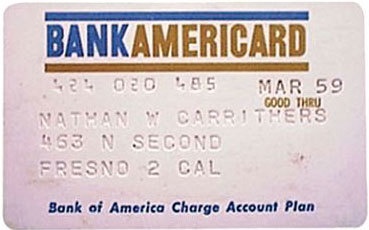 BANKAMERICARD
424 020 485 MAR 59
GOOD THRU
NATHAN W CARRITHERS
463 N SECOND
FRESNO 2 CAL
Bank of America Charge Account Plan